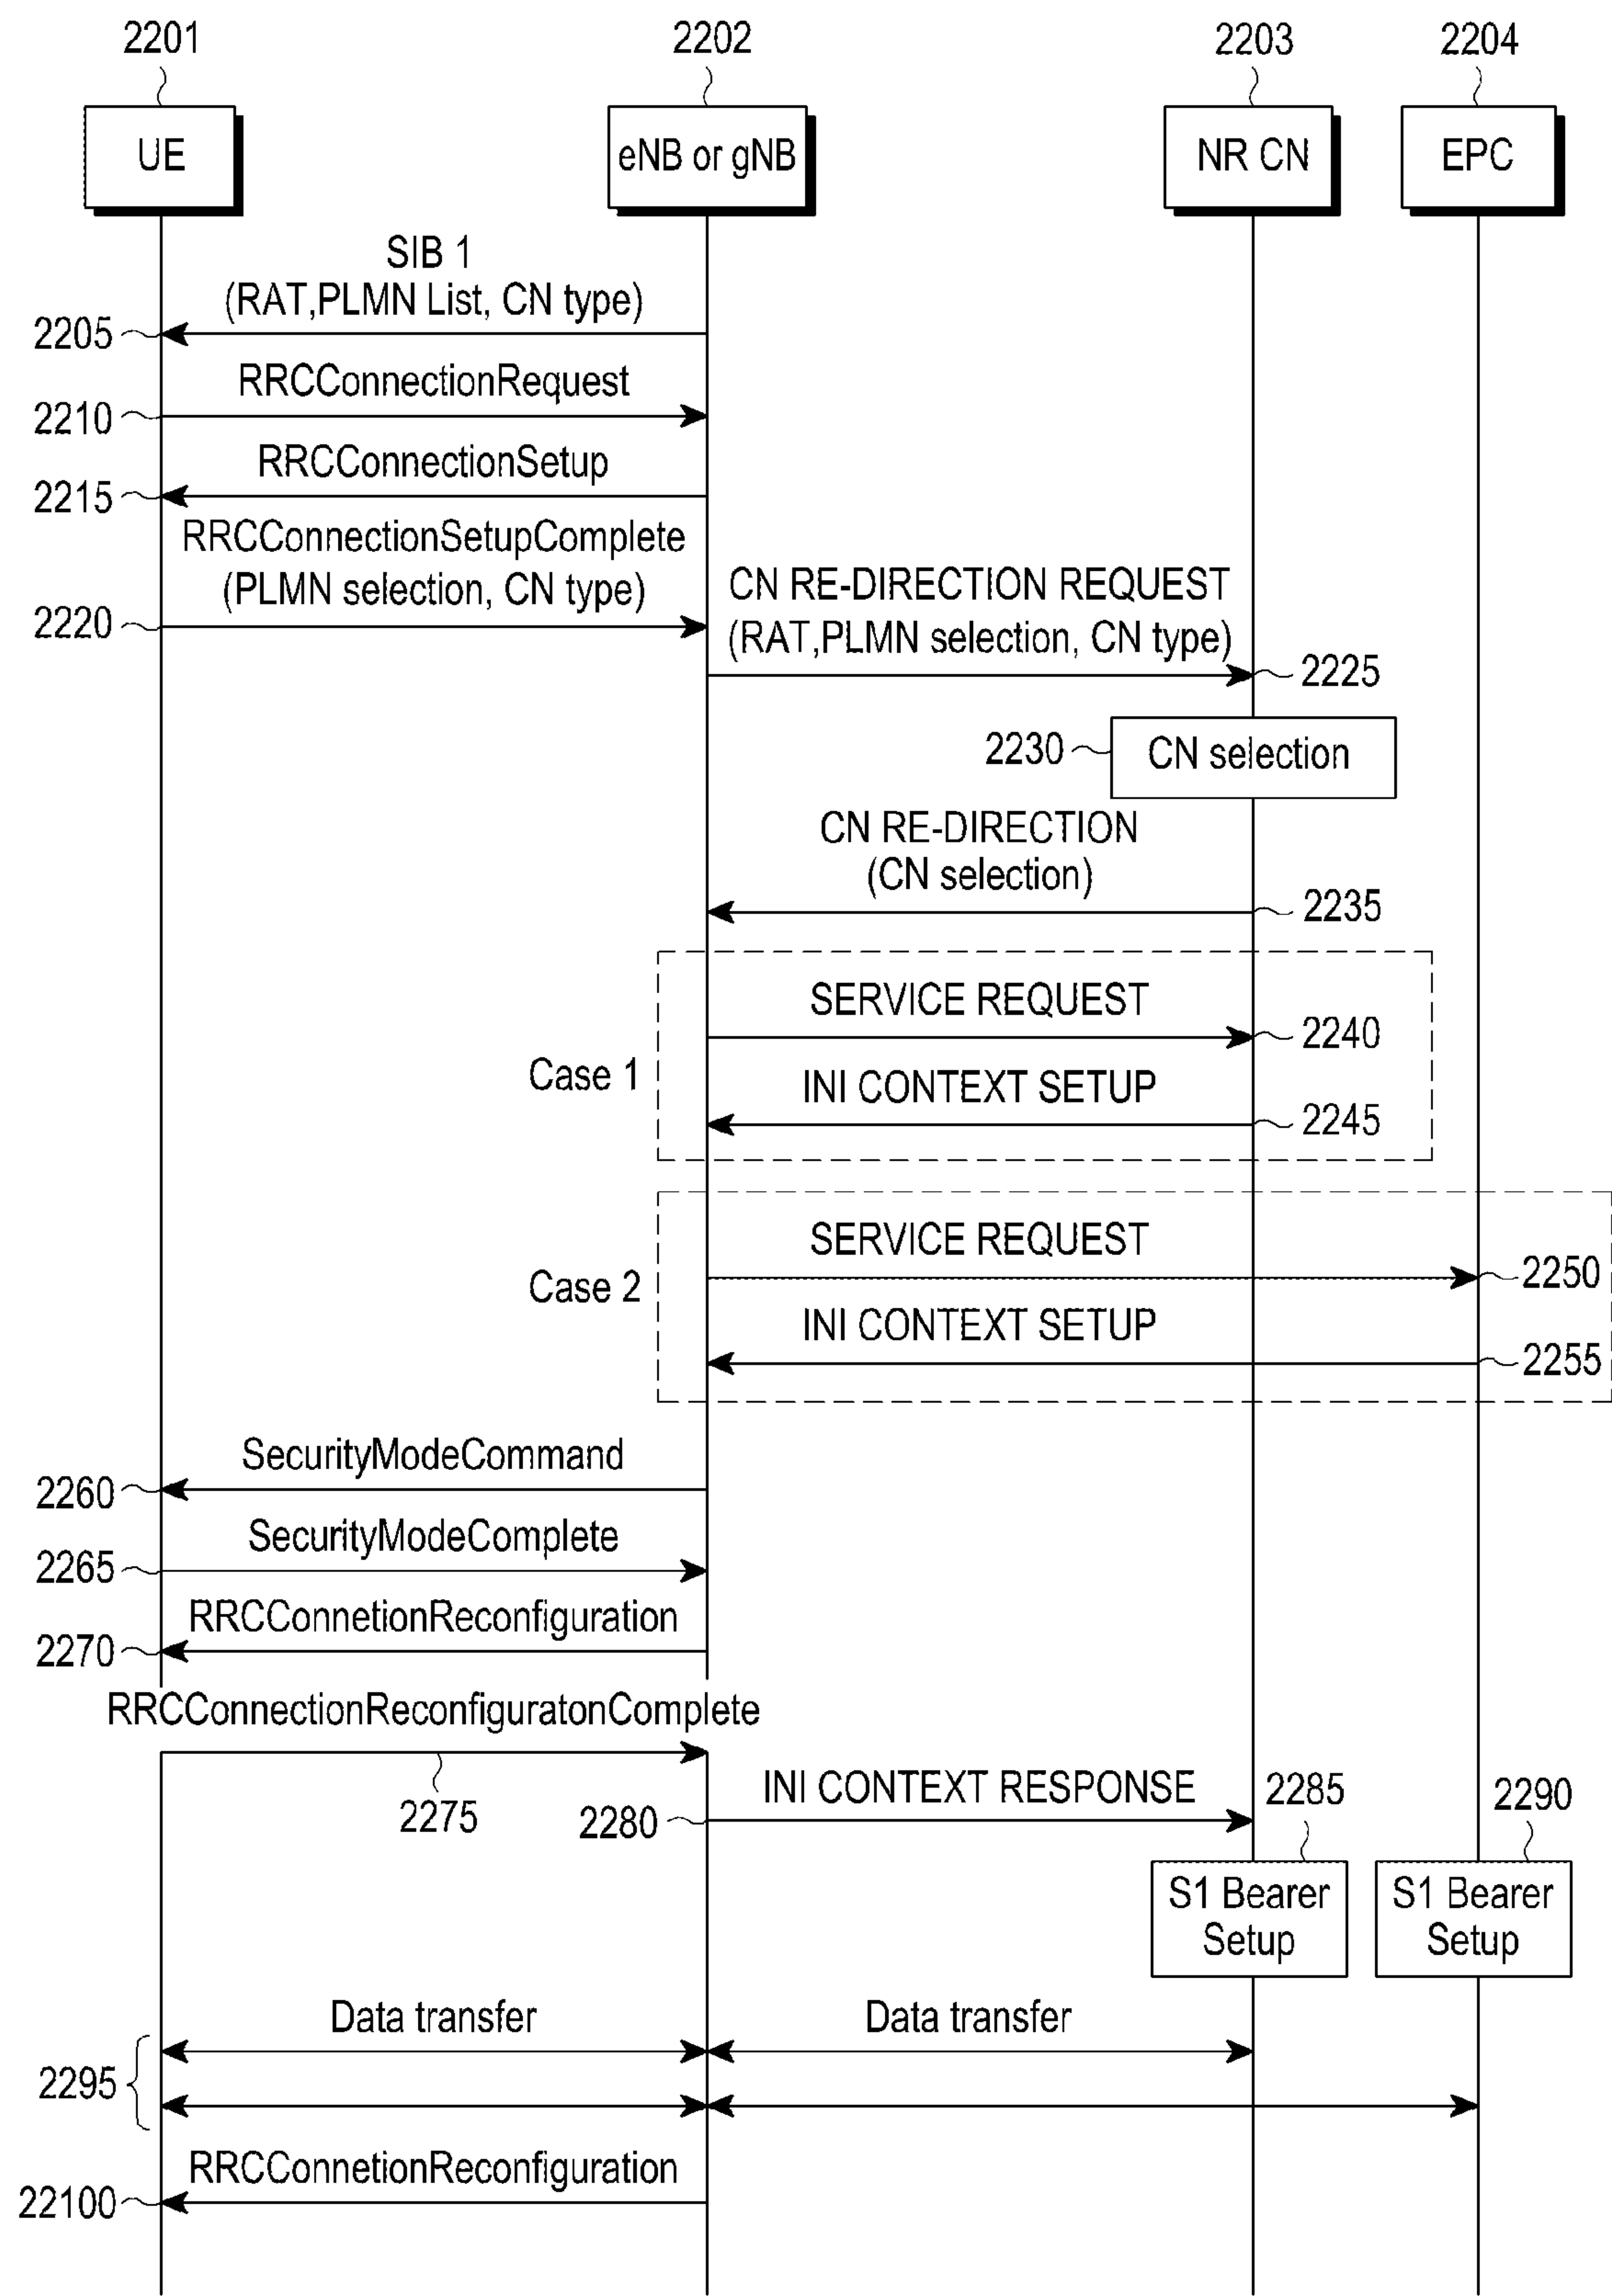 2201
2202
2203
2204
UE
eNB or gNB
NR CN
EPC
SIB 1
(RAT,PLMN List, CN type)
2205
RRCConnectionRequest
2210
RRCConnectionSetup
2215
RRCConnectionSetupComplete
(PLMN selection, CN type)
2220
CN RE-DIRECTION REQUEST
(RAT,PLMN selection, CN type)
2225
2230
CN selection
CN RE-DIRECTION
(CN selection)
2235
SERVICE REQUEST
2240
Case 1
INI CONTEXT SETUP
2245
SERVICE REQUEST
2250
Case 2
INI CONTEXT SETUP
2255
SecurityModeCommand
2260
SecurityModeComplete
2265
RRCConnetionReconfiguration
2270
RRCConnectionReconfiguratonComplete
2275
2280
INI CONTEXT RESPONSE
2285
2290
S1 Bearer
Setup
S1 Bearer
Setup
Data transfer
Data transfer
2295
RRCConnetionReconfiguration
22100